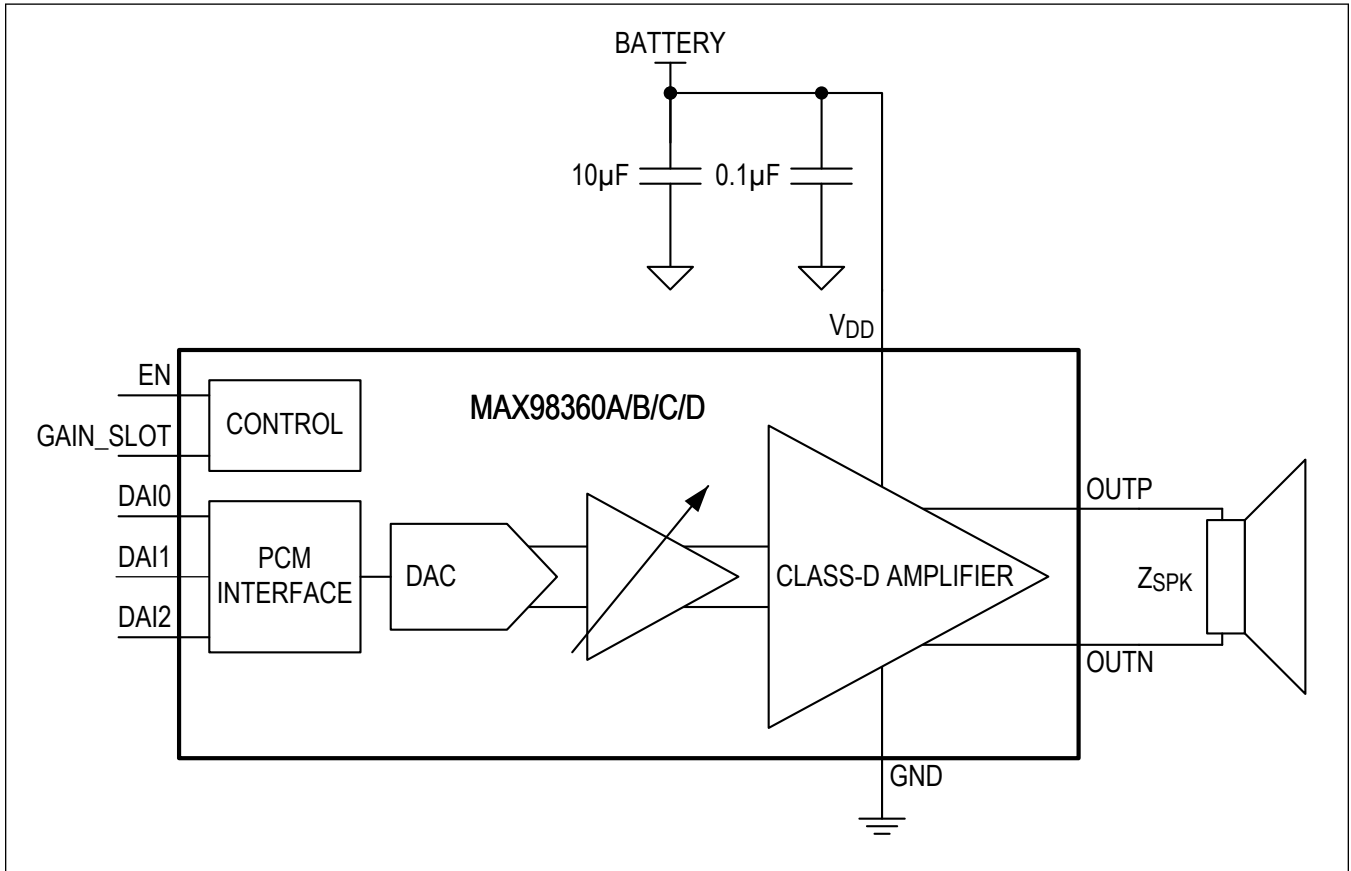 BATTERY
10µF
0.1µF
VDD
EN
GAIN_SLOT
CONTROL
MAX98360A/B/C/D
DAI0
DAI1
DAI2
PCM
INTERFACE
DAC
CLASS-D AMPLIFIER
OUTP
ZSPK
OUTN
GND